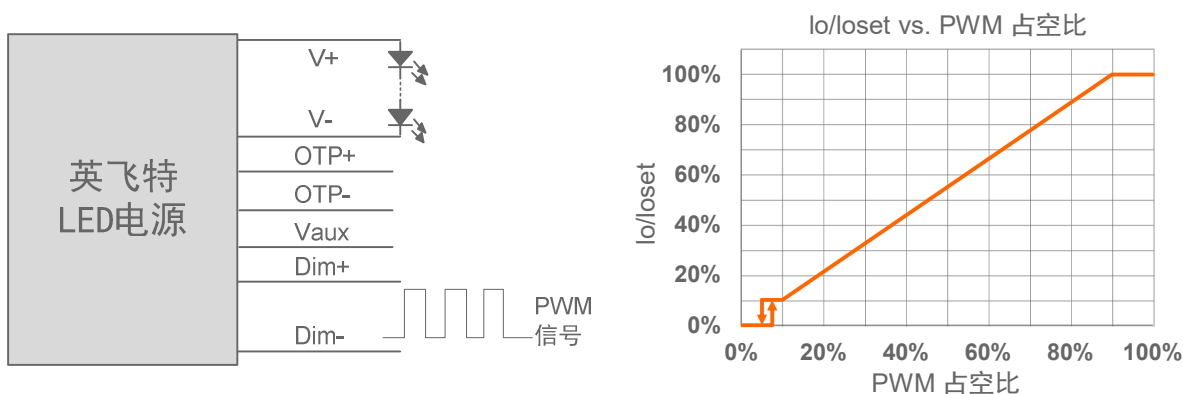 V+
V-
OTP+
OTP-
Vaux
Dim+
Dim-
英飞特
LED电源
PWM
信号
Io/Ioset vs. PWM 占空比
Io/Ioset
100%
80%
60%
40%
20%
0%
0%
20%
40%
60%
80%
100%
PWM 占空比